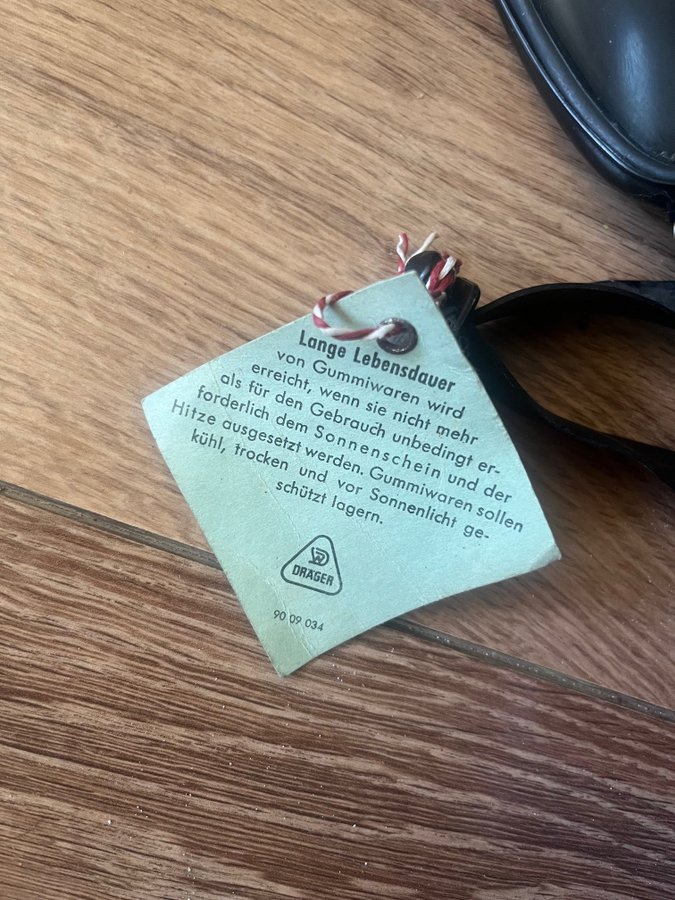 Lange Lebensdauer
von Gummiwaren wird
erreicht, wenn sie nicht mehr
als für den Gebrauch unbedingt er-
forderlich dem Sonnenschein und der
Hitze ausgesetzt werden. Gummiwaren sollen
kühl, trocken und vor Sonnenlicht ge-
schützt lagern.
DRÄGER
90 09 034